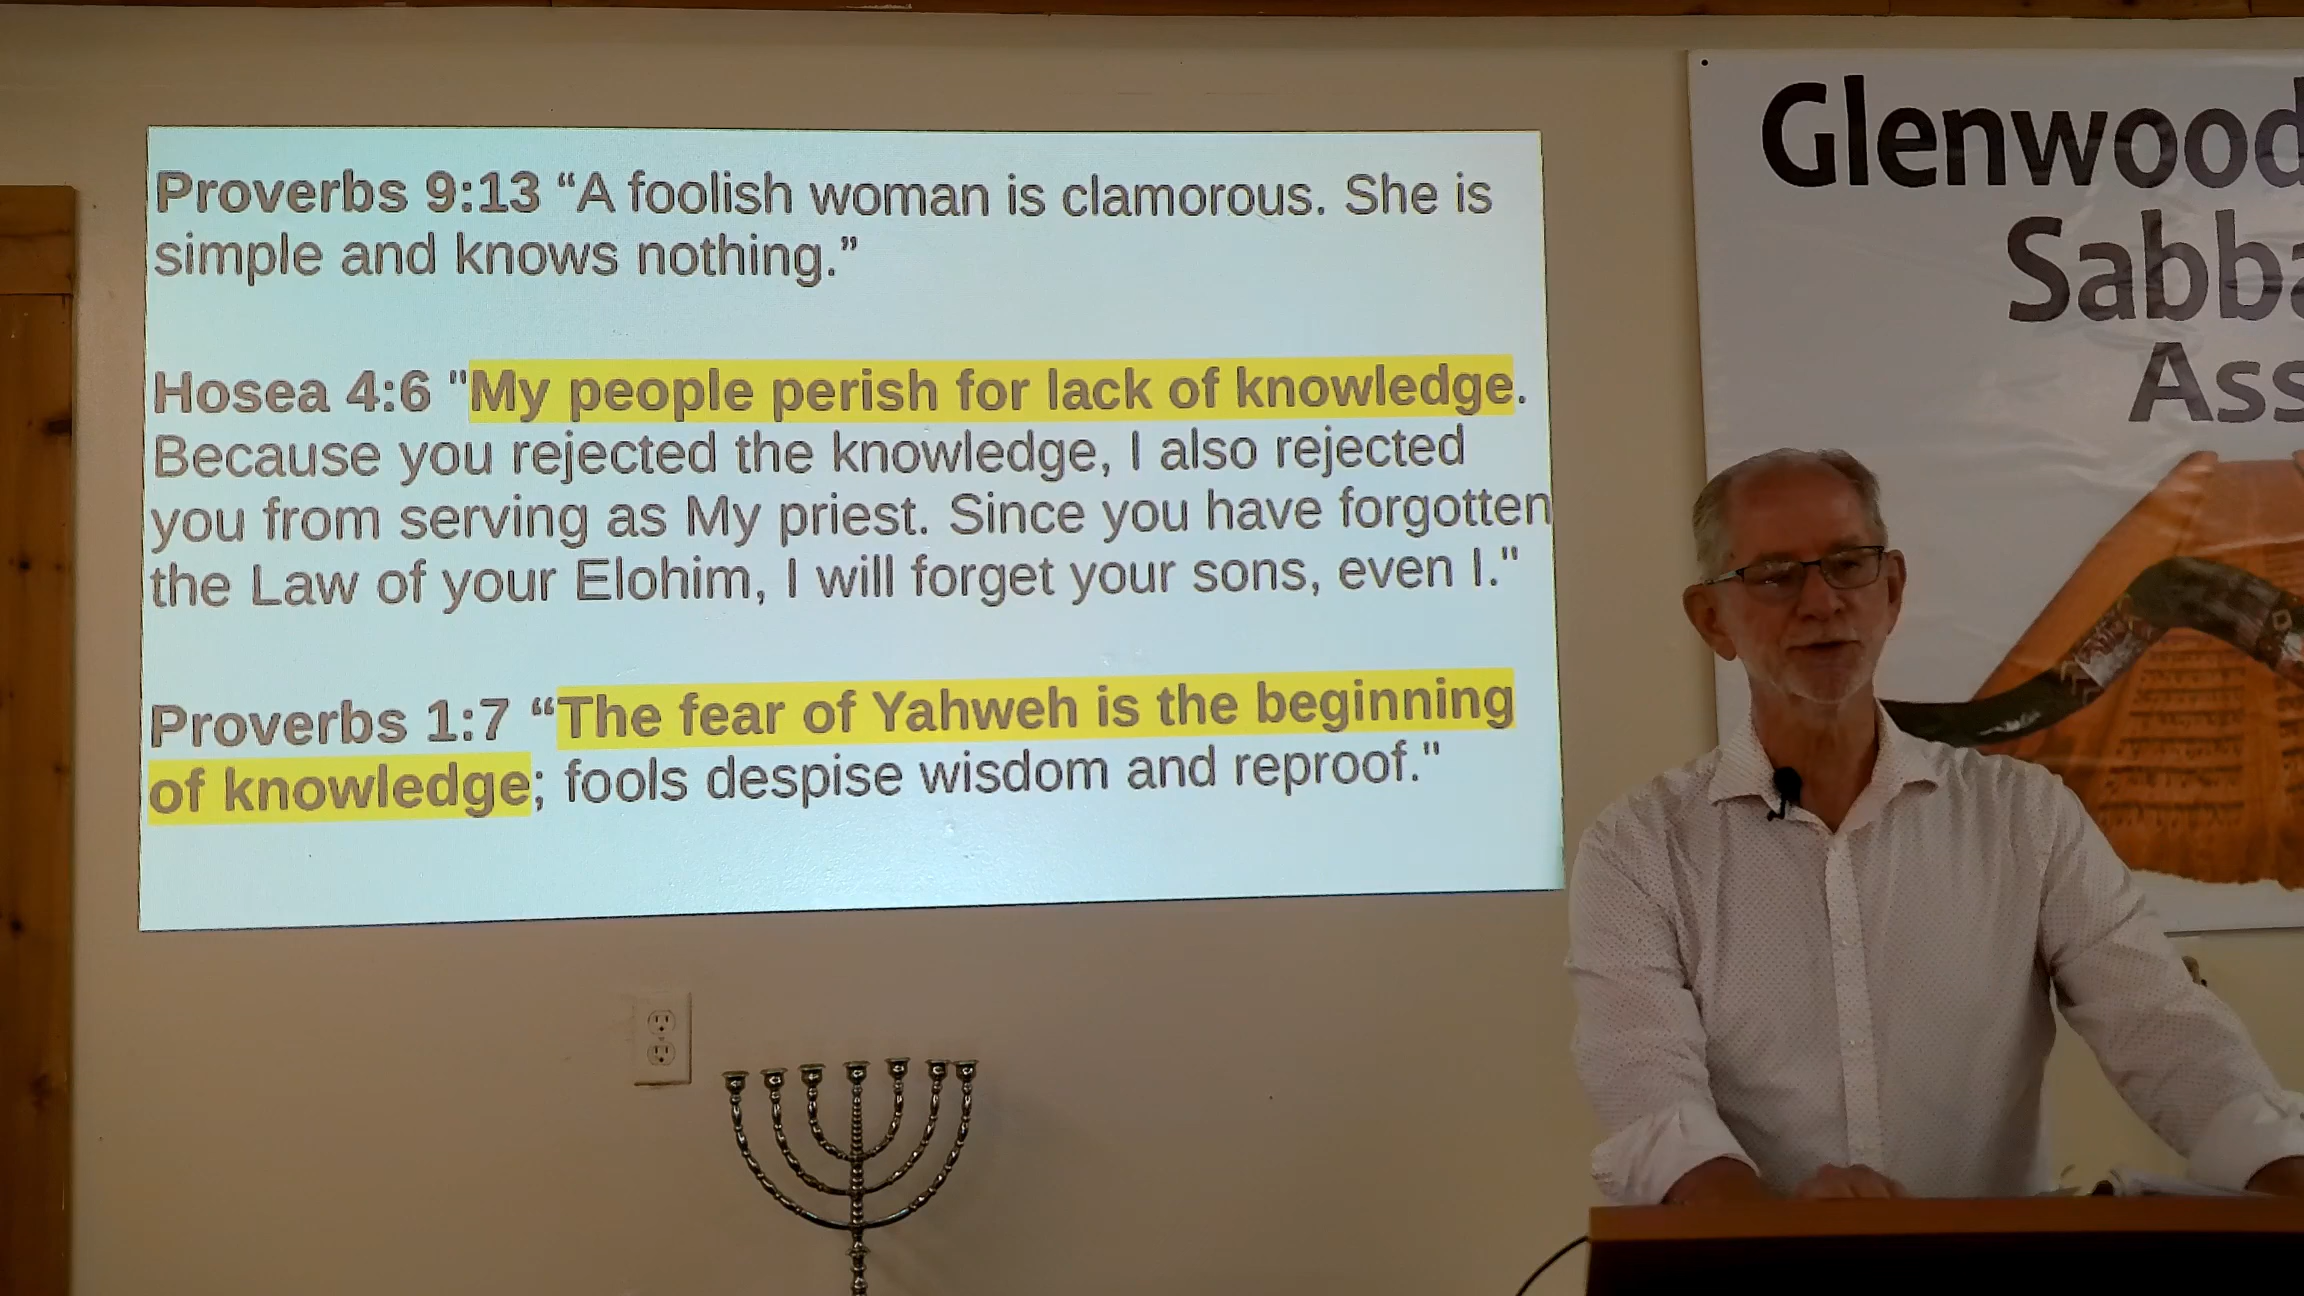 Proverbs 9:13 “A foolish woman is clamorous. She is
simple and knows nothing.”
Hosea 4:6 "My people perish for lack of knowledge.
Because you rejected the knowledge, I also rejected
you from serving as My priest. Since you have forgotten
the Law of your Elohim, I will forget your sons, even I."
Proverbs 1:7 “The fear of Yahweh is the beginning
of knowledge; fools despise wisdom and reproof."
Glenwood
Sabba
Ass